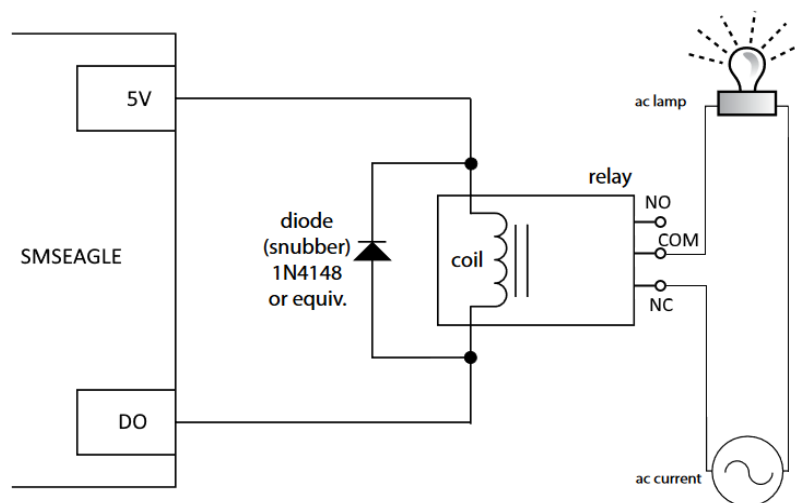 5V
ac lamp
relay
NO
diode
(snubber)
1N4148
or equiv.
COM
SMSEAGLE
coil
NC
DO
ac current